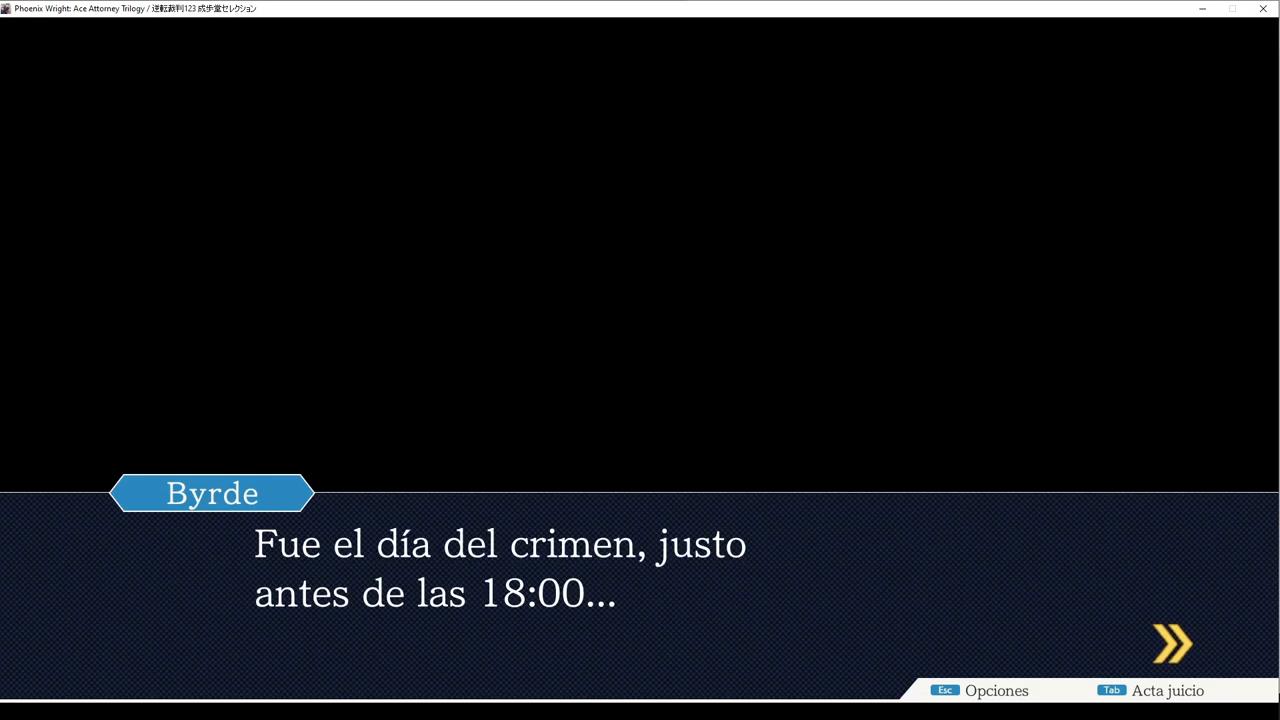 Phoenix Wright: Ace Attorney Trilogy / 逆転裁判123 成歩堂セレクション
Byrde
Fue el día del crimen, justo
antes de las 18:00...
Esc Opciones Tab Acta juicio